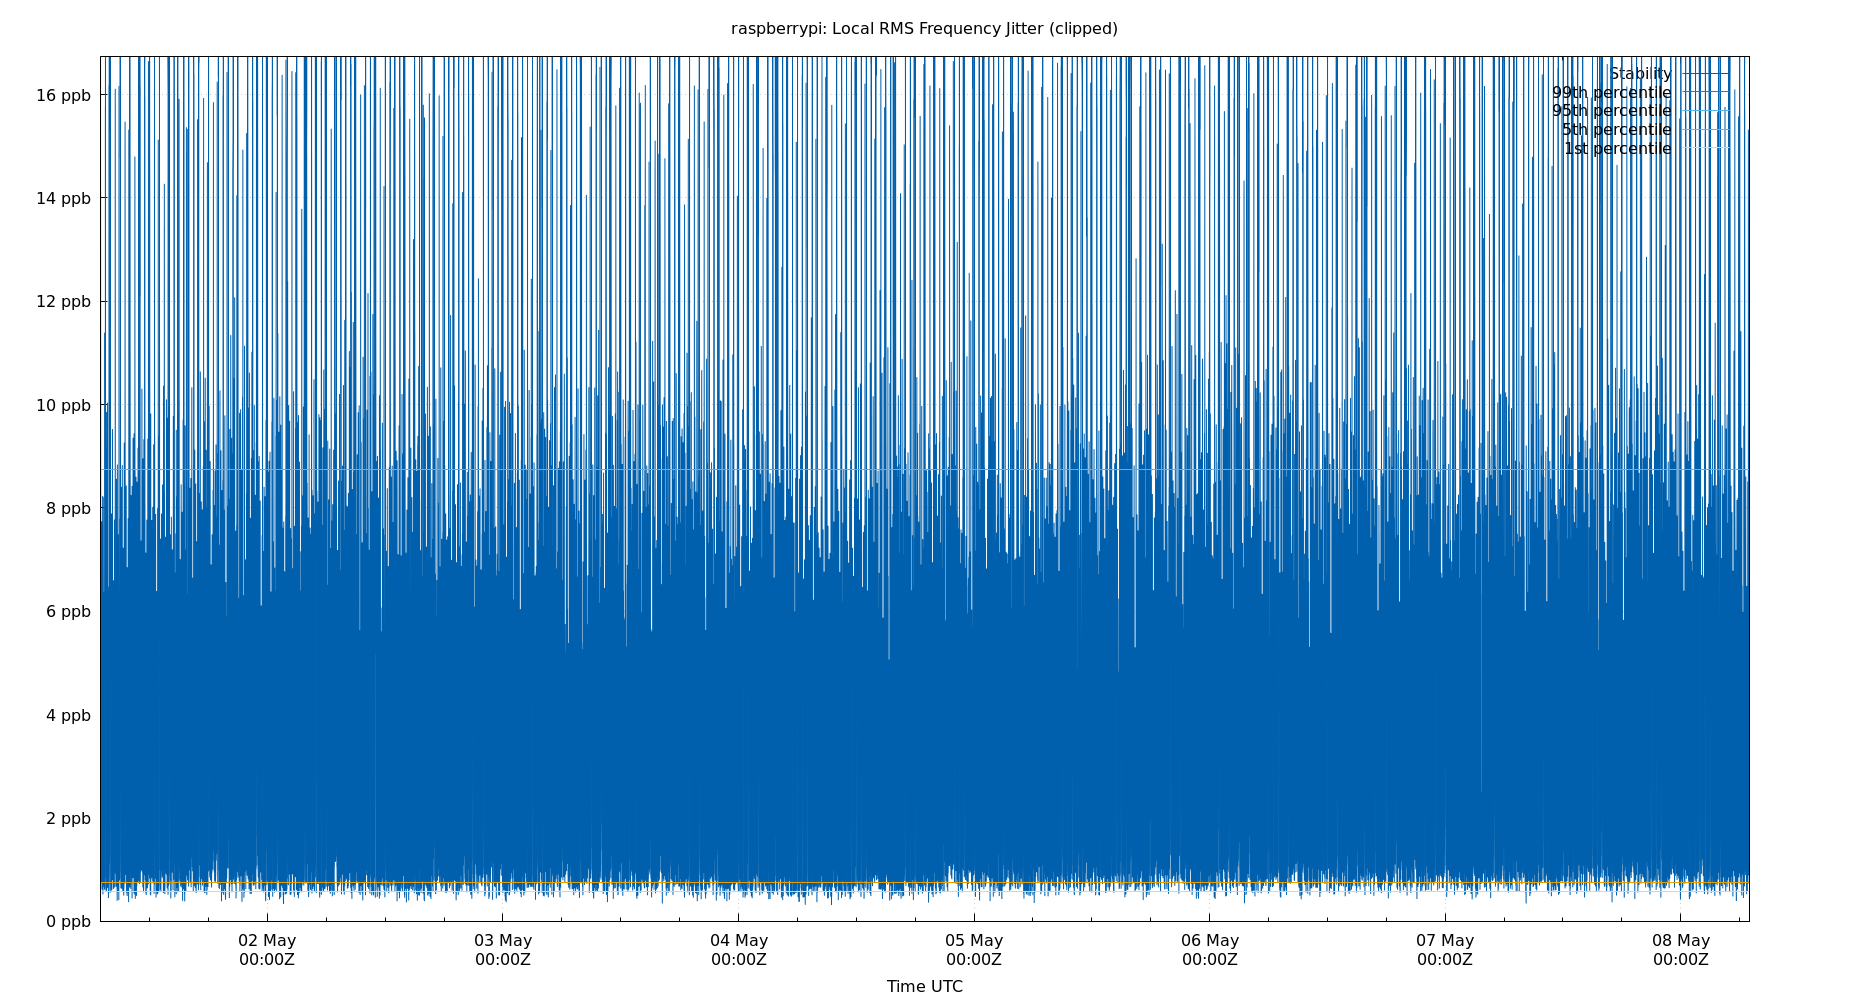 raspberrypi: Local RMS Frequency Jitter (clipped)
16 ppb
14 ppb
12 ppb
10 ppb
8 ppb
6 ppb
4 ppb
2 ppb
0 ppb
Stability
99th percentile
95th percentile
5th percentile
1st percentile
02 May 03 May 04 May 05 May 06 May 07 May 08 May
00:00Z 00:00Z 00:00Z 00:00Z 00:00Z 00:00Z 00:00Z
Time UTC